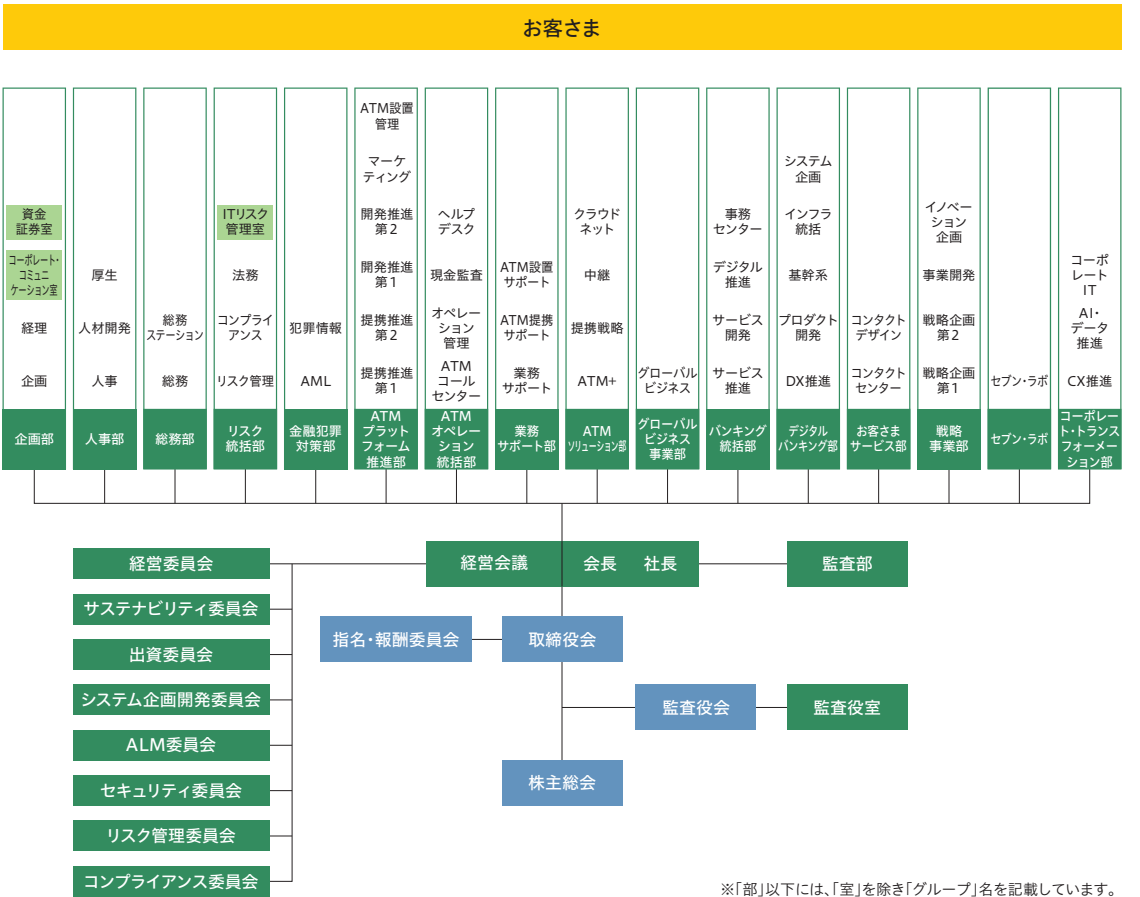 お客さま
資金
証券室
コーポレート・
コミュニ
ケーション室
経理
企画
企画部
厚生
人材開発
人事
人事部
総務
ステーション
総務
総務部
ITリスク
管理室
法務
コンプライ
アンス
リスク管理
リスク
統括部
犯罪情報
AML
金融犯罪
対策部
ATM設置
管理
マーケ
ティング
開発推進
第2
開発推進
第1
提携推進
第2
提携推進
第1
ATM
プラット
フォーム
推進部
ヘルプ
デスク
現金監査
オペレー
ション
管理
ATM
コール
センター
ATM
オペレー
ション
統括部
ATM設置
サポート
ATM提携
サポート
業務
サポート
業務
サポート部
クラウド
ネット
中継
提携戦略
ATM+
ATM
ソリューション部
グローバル
ビジネス
グローバル
ビジネス
事業部
事務
センター
デジタル
推進
サービス
開発
サービス
推進
バンキング
統括部
システム
企画
インフラ
統括
基幹系
プロダクト
開発
DX推進
デジタル
バンキング部
コンタクト
デザイン
コンタクト
センター
お客さま
サービス部
イノベー
ション
企画
事業開発
戦略企画
第2
戦略企画
第1
戦略
事業部
セブン・ラボ
セブン・ラボ
コーポ
レート
IT
AI・
データ
推進
CX推進
コーポレー
ト・トランス
フォーメー
ション部
経営会議
会長 社長
監査部
経営委員会
サステナビリティ委員会
出資委員会
システム企画開発委員会
ALM委員会
セキュリティ委員会
リスク管理委員会
コンプライアンス委員会
指名・報酬委員会
取締役会
監査役会
監査役室
株主総会
※「部」以下には、「室」を除き「グループ」名を記載しています。